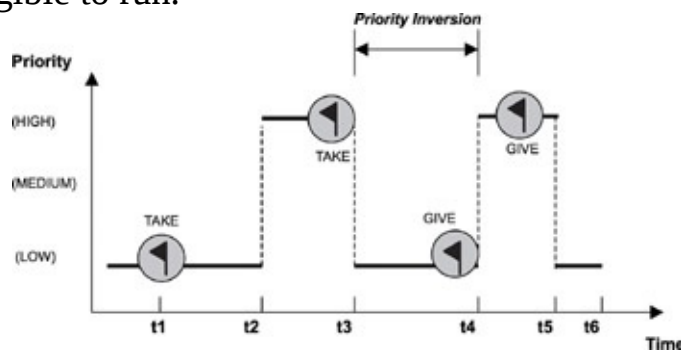 gible to run.
Priority Inversion
Priority
(HIGH)
TAKE
GIVE
(MEDIUM)
TAKE
GIVE
(LOW)
t1 t2 t3 t4 t5 t6
Time